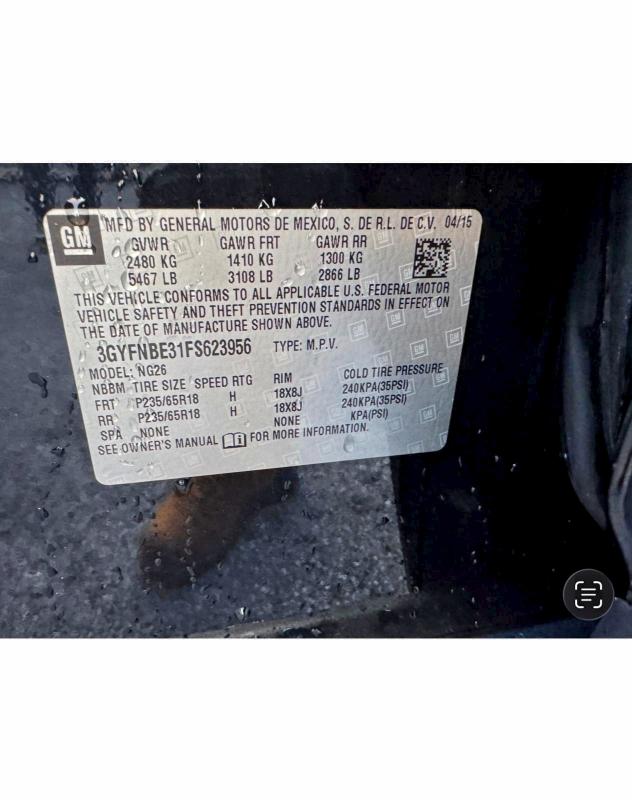 GM
MFD BY GENERAL MOTORS DE MEXICO, S. DE R.L. DE C.V. 04/15
GVWR GAWR FRT GAWR RR
2480 KG 1410 KG 1300 KG
5467 LB 3108 LB 2866 LB
THIS VEHICLE CONFORMS TO ALL APPLICABLE U.S. FEDERAL MOTOR
VEHICLE SAFETY AND THEFT PREVENTION STANDARDS IN EFFECT ON
THE DATE OF MANUFACTURE SHOWN ABOVE.
3GYFNBE31FS623956 TYPE: M.P.V.
MODEL: NG26
NBBM TIRE SIZE SPEED RTG RIM COLD TIRE PRESSURE
FRT P235/65R18 H 18X8J 240KPA(35PSI)
RR P235/65R18 H 18X8J 240KPA(35PSI)
SPA NONE NONE KPA(PSI)
SEE OWNER'S MANUAL FOR MORE INFORMATION.